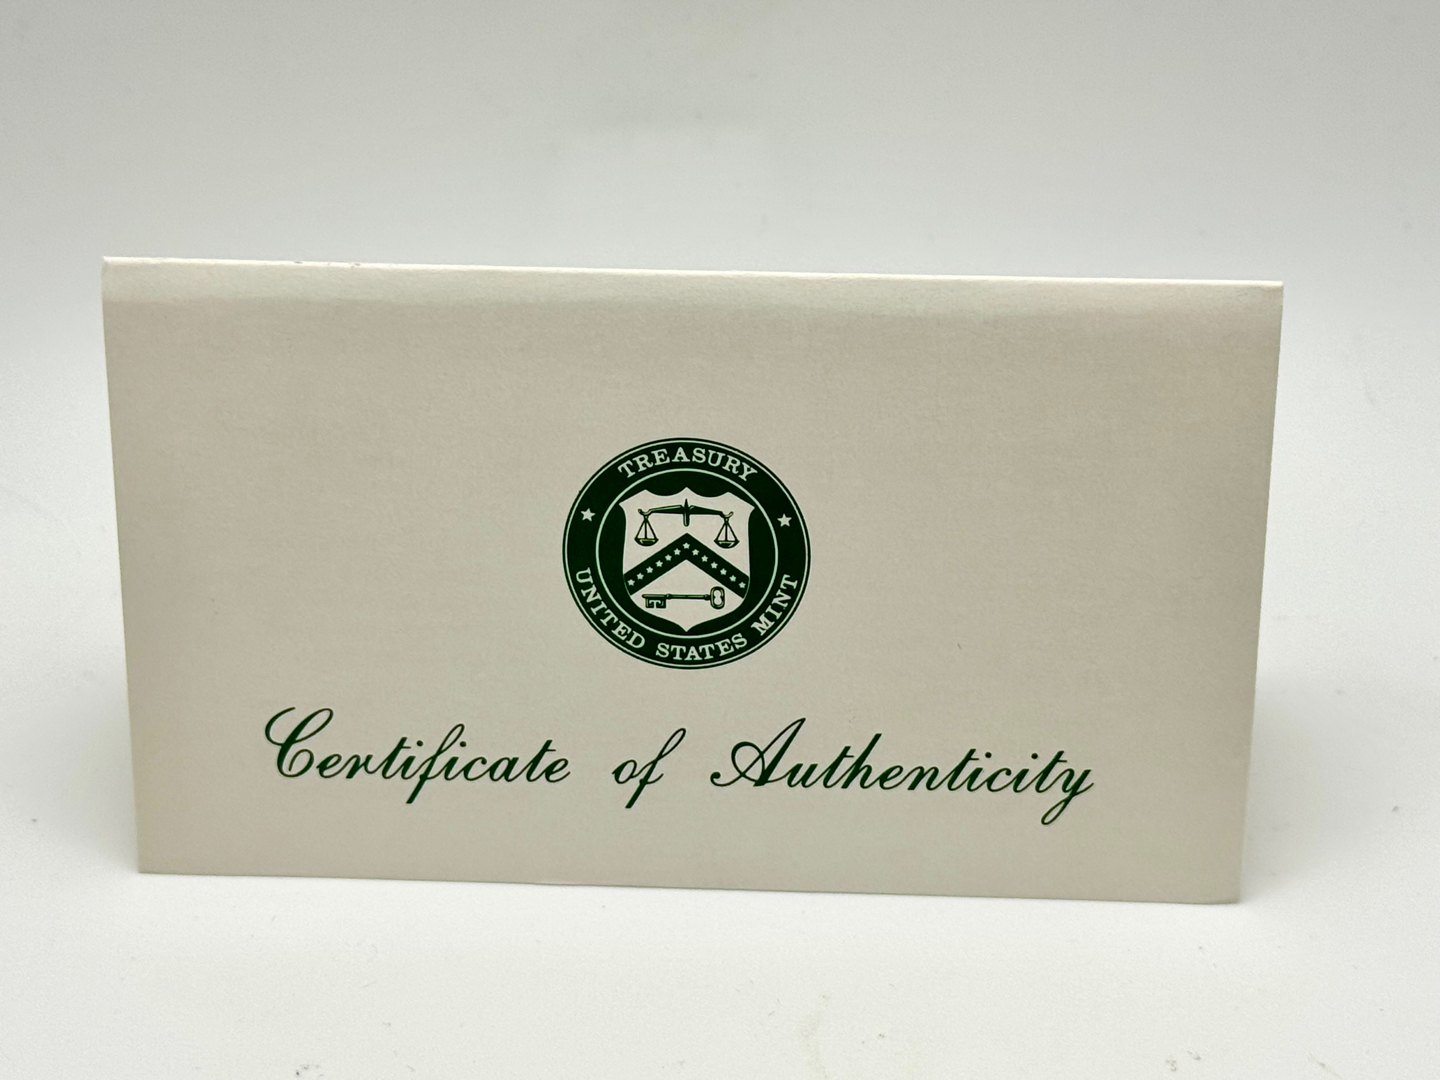 TREASURY
UNITED STATES MINT
Certificate of Authenticity